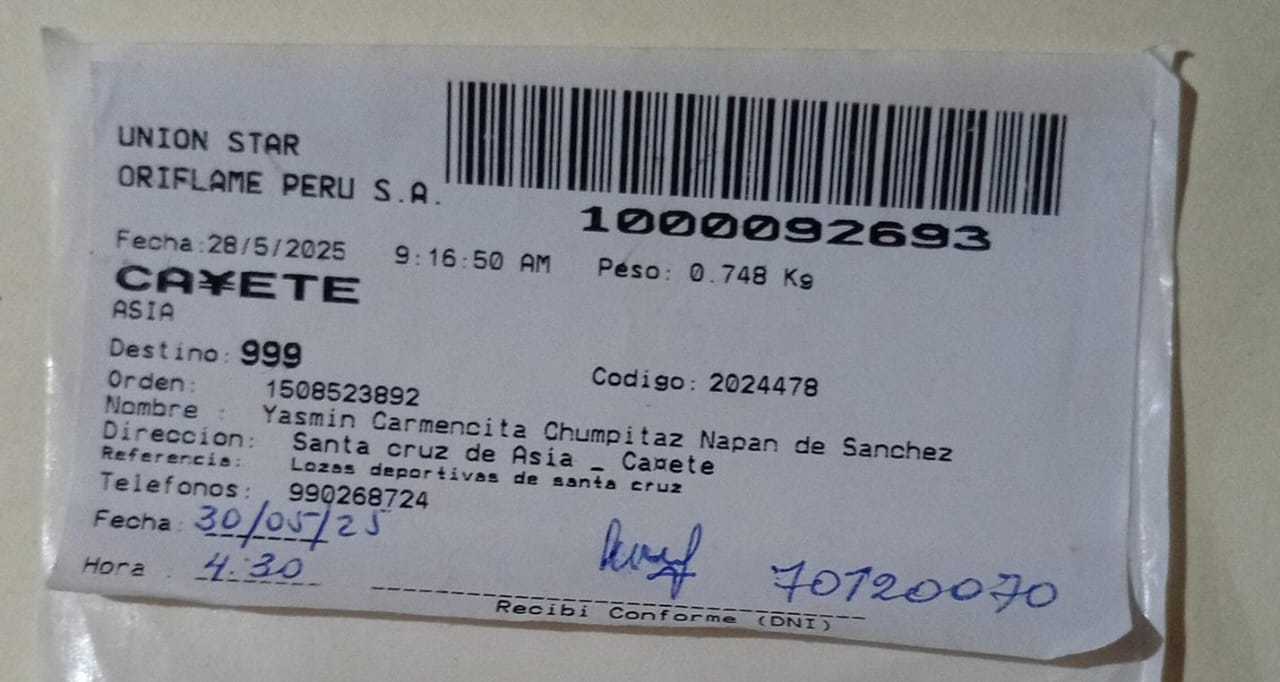 UNION STAR
ORIFLAME PERU S.A.
1000092693
Fecha:28/5/2025 9:16:50 AM Peso: 0.748 Kg
CA¥ETE
ASIA
Destino: 999
Orden: 1508523892 Codigo: 2024478
Nombre : Yasmin Carmencita Chumpitaz Napan de Sanchez
Direccion: Santa cruz de Asia _ Ca¤ete
Referencia: Lozas deportivas de santa cruz
Telefonos: 990268724
Fecha: 30/05/25
Hora : 4:30 70120070
Recibi Conforme (DNI)